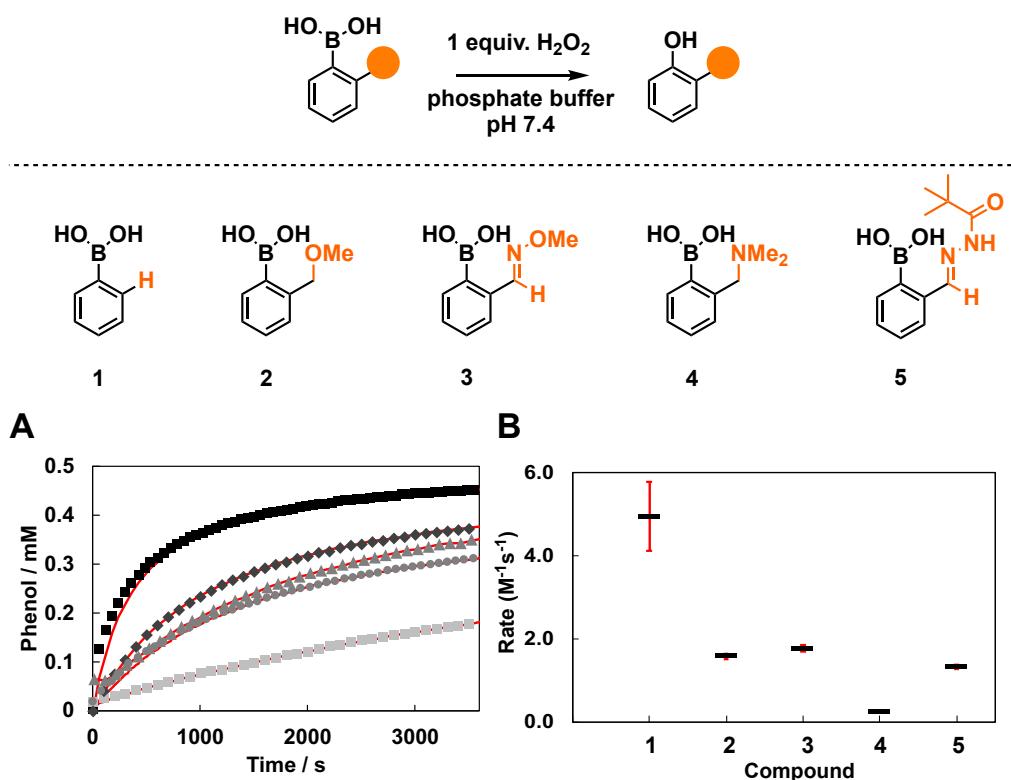 HO OH
B
1 equiv. H₂O₂
phosphate buffer
pH 7.4
OH
HO OH
B
H
1
HO OH
B
OMe
2
HO OH
B
N
OMe
H
3
HO OH
B
NMe₂
4
O
HO OH
B
N
NH
H
5
A
Phenol / mM
0.5
0.4
0.3
0.2
0.1
0
0 1000 2000 3000
Time / s
B
Rate (M⁻¹s⁻¹)
6.0
4.0
2.0
0.0
1 2 3 4 5
Compound